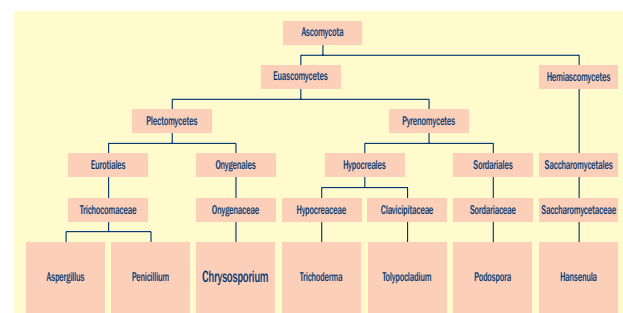 Ascomycota
Euascomycetes Hemiascomycetes
Plectomycetes Pyrenomycetes
Eurotiales Onygenales Hypocreales Sordariales Saccharomycetales
Trichocomaceae Onygenaceae Hypocreaceae Clavicipitaceae Sordariaceae Saccharomycetaceae
Aspergillus Penicillium Chrysosporium Trichoderma Tolypocladium Podospora Hansenula